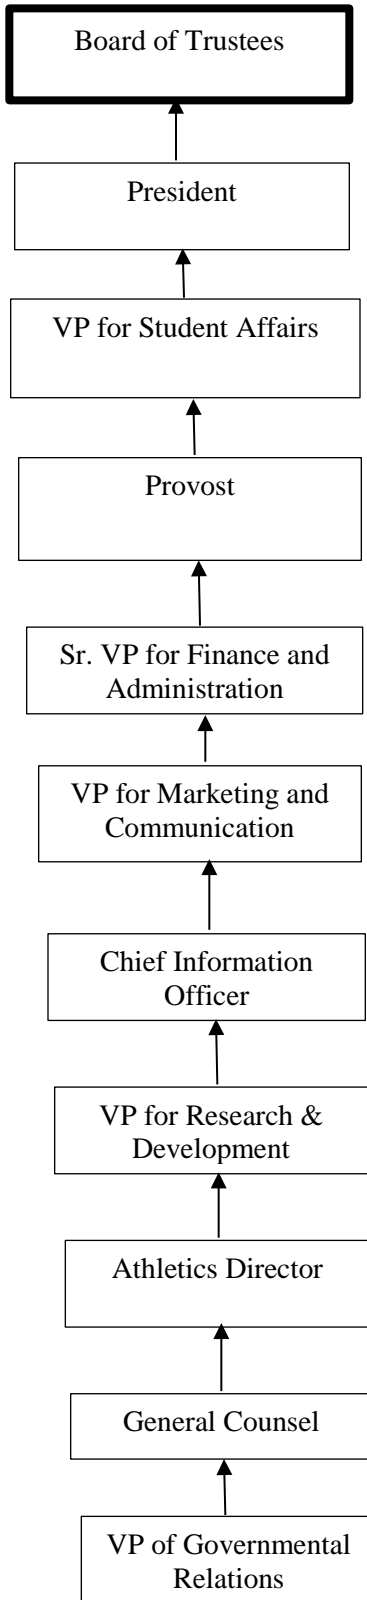 Board of Trustees
President
VP for Student Affairs
Provost
Sr. VP for Finance and
Administration
VP for Marketing and
Communication
Chief Information
Officer
VP for Research &
Development
Athletics Director
General Counsel
VP of Governmental
Relations